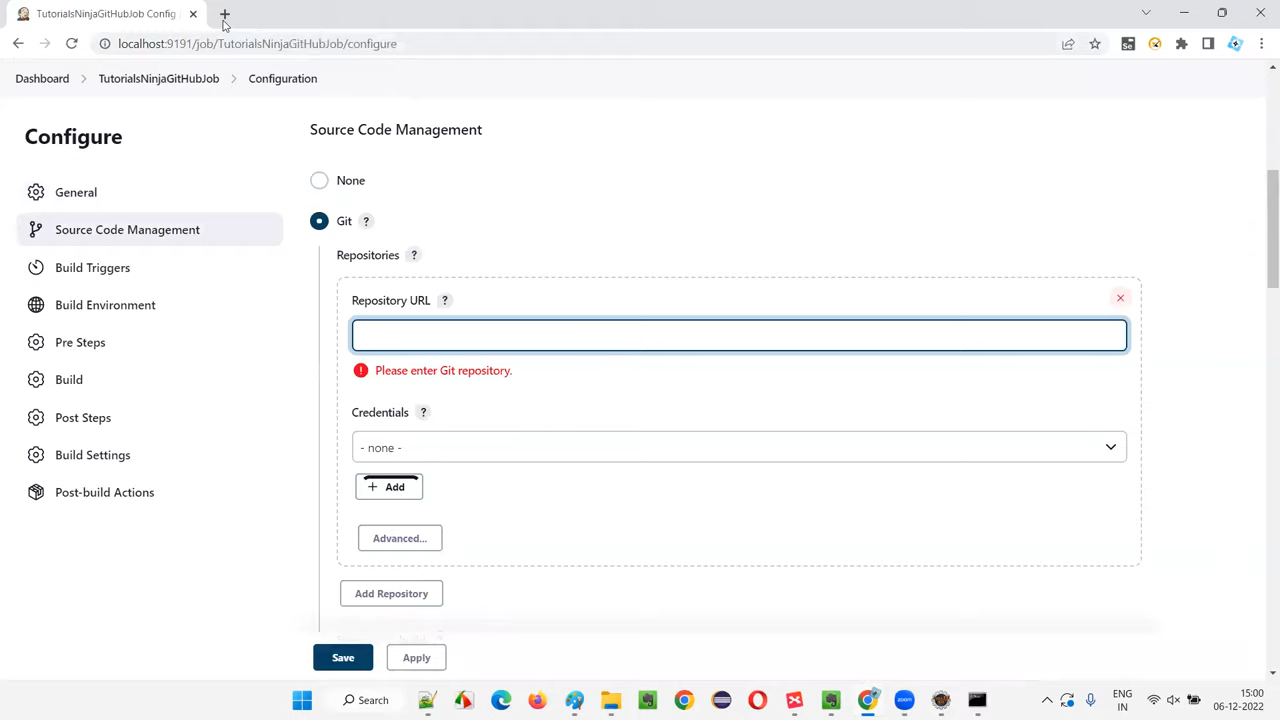 TutorialsNinjaGitHubJob Config
localhost:9191/job/TutorialsNinjaGitHubJob/configure
Dashboard
TutorialsNinjaGitHubJob
Configuration
Configure
General
Source Code Management
Build Triggers
Build Environment
Pre Steps
Build
Post Steps
Build Settings
Post-build Actions
Source Code Management
None
Git ?
Repositories ?
Repository URL ?
Please enter Git repository.
Credentials ?
- none -
+ Add
Advanced...
Add Repository
Save
Apply
Search
ENG
IN
15:00
06-12-2022